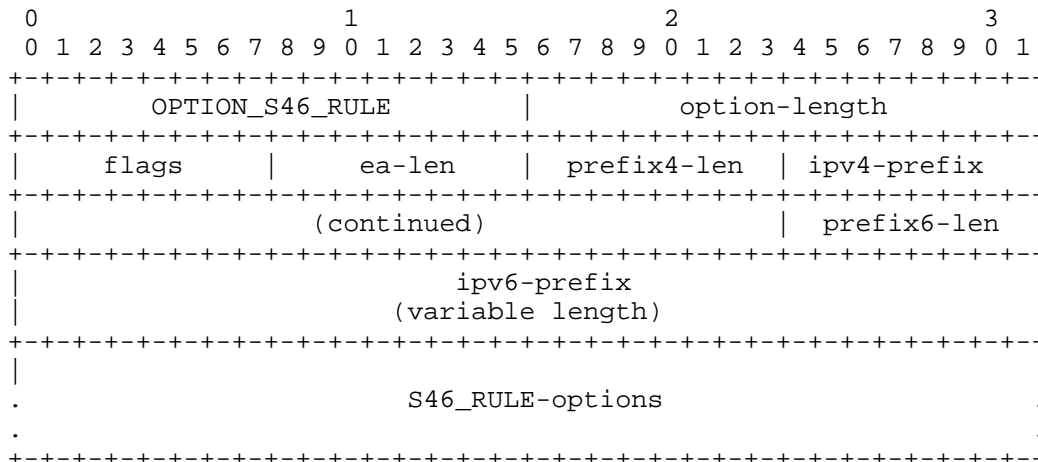 0                   1                   2                   3
 0 1 2 3 4 5 6 7 8 9 0 1 2 3 4 5 6 7 8 9 0 1 2 3 4 5 6 7 8 9 0 1
+-+-+-+-+-+-+-+-+-+-+-+-+-+-+-+-+-+-+-+-+-+-+-+-+-+-+-+-+-+-+-+--
|        OPTION_S46_RULE        |         option-length
+-+-+-+-+-+-+-+-+-+-+-+-+-+-+-+-+-+-+-+-+-+-+-+-+-+-+-+-+-+-+-+--
|     flags     |     ea-len    |  prefix4-len  | ipv4-prefix
+-+-+-+-+-+-+-+-+-+-+-+-+-+-+-+-+-+-+-+-+-+-+-+-+-+-+-+-+-+-+-+--
|                  (continued)                  |  prefix6-len
+-+-+-+-+-+-+-+-+-+-+-+-+-+-+-+-+-+-+-+-+-+-+-+-+-+-+-+-+-+-+-+--
|                           ipv6-prefix
|                       (variable length)
+-+-+-+-+-+-+-+-+-+-+-+-+-+-+-+-+-+-+-+-+-+-+-+-+-+-+-+-+-+-+-+--
|
.                        S46_RULE-options                       .
.                                                               .
+-+-+-+-+-+-+-+-+-+-+-+-+-+-+-+-+-+-+-+-+-+-+-+-+-+-+-+-+-+-+-+--